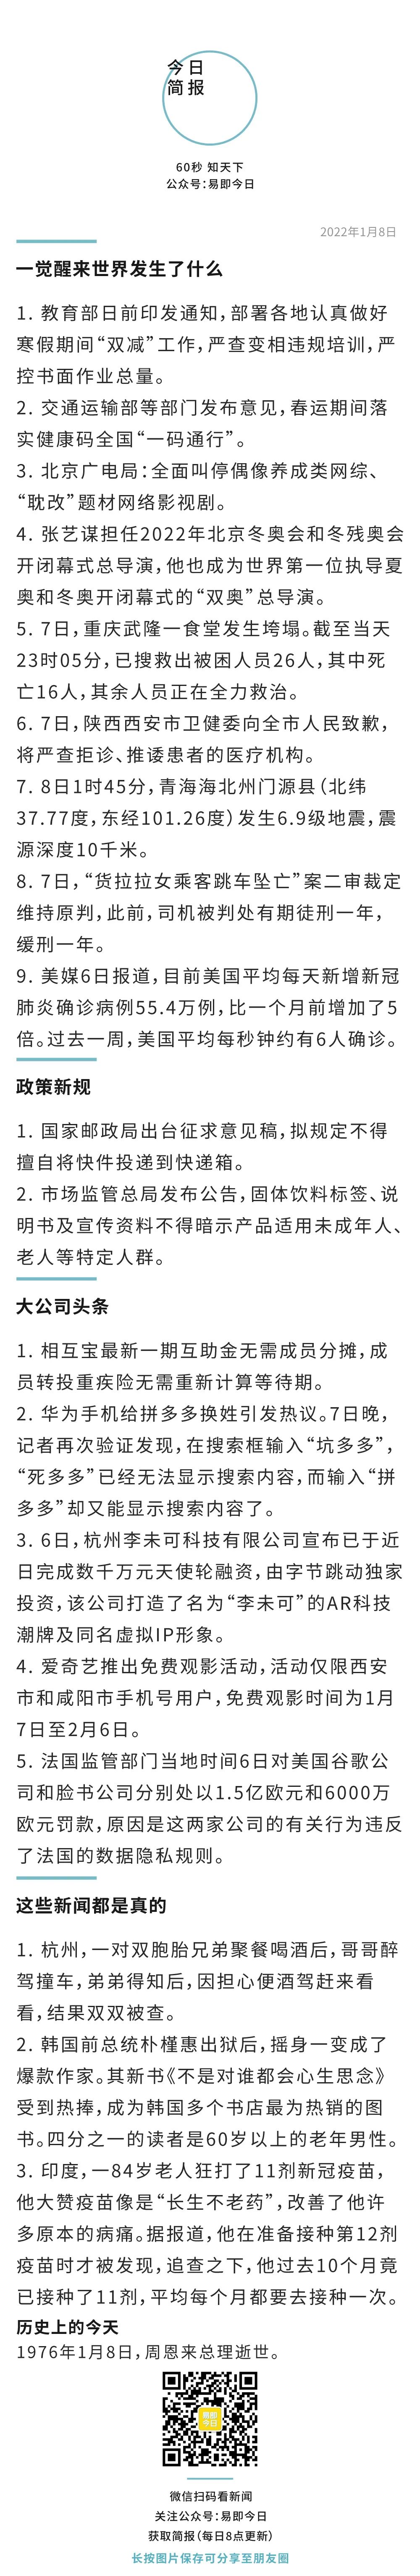 今日
简报
60秒 知天下
公众号：易即今日
2022年1月8日
一觉醒来世界发生了什么
1. 教育部日前印发通知，部署各地认真做好
寒假期间“双减”工作，严查变相违规培训，严
控书面作业总量。
2. 交通运输部等部门发布意见，春运期间落
实健康码全国“一码通行”。
3. 北京广电局：全面叫停偶像养成类网综、
“耽改”题材网络影视剧。
4. 张艺谋担任2022年北京冬奥会和冬残奥会
开闭幕式总导演，他也成为世界第一位执导夏
奥和冬奥开闭幕式的“双奥”总导演。
5. 7日，重庆武隆一食堂发生垮塌。截至当天
23时05分，已搜救出被困人员26人，其中死
亡16人，其余人员正在全力救治。
6. 7日，陕西西安市卫健委向全市人民致歉，
将严查拒诊、推诿患者的医疗机构。
7. 8日1时45分，青海海北州门源县（北纬
37.77度，东经101.26度）发生6.9级地震，震
源深度10千米。
8. 7日，“货拉拉女乘客跳车坠亡”案二审裁定
维持原判，此前，司机被判处有期徒刑一年，
缓刑一年。
9. 美媒6日报道，目前美国平均每天新增新冠
肺炎确诊病例55.4万例，比一个月前增加了5
倍。过去一周，美国平均每秒钟约有6人确诊。
政策新规
1. 国家邮政局出台征求意见稿，拟规定不得
擅自将快件投递到快递箱。
2. 市场监管总局发布公告，固体饮料标签、说
明书及宣传资料不得暗示产品适用未成年人、
老人等特定人群。
大公司头条
1. 相互宝最新一期互助金无需成员分摊，成
员转投重疾险无需重新计算等待期。
2. 华为手机给拼多多换姓引发热议。7日晚，
记者再次验证发现，在搜索框输入“坑多多”，
“死多多”已经无法显示搜索内容，而输入“拼
多多”却又能显示搜索内容了。
3. 6日，杭州李未可科技有限公司宣布已于近
日完成数千万元天使轮融资，由字节跳动独家
投资，该公司打造了名为“李未可”的AR科技
潮牌及同名虚拟IP形象。
4. 爱奇艺推出免费观影活动，活动仅限西安
市和咸阳市手机号用户，免费观影时间为1月
7日至2月6日。
5. 法国监管部门当地时间6日对美国谷歌公
司和脸书公司分别处以1.5亿欧元和6000万
欧元罚款，原因是这两家公司的有关行为违反
了法国的数据隐私规则。
这些新闻都是真的
1. 杭州，一对双胞胎兄弟聚餐喝酒后，哥哥醉
驾撞车，弟弟得知后，因担心便酒驾赶来看
看，结果双双被查。
2. 韩国前总统朴槿惠出狱后，摇身一变成了
爆款作家。其新书《不是对谁都会心生思念》
受到热捧，成为韩国多个书店最为热销的图
书。四分之一的读者是60岁以上的老年男性。
3. 印度，一84岁老人狂打了11剂新冠疫苗，
他大赞疫苗像是“长生不老药”，改善了他许
多原本的病痛。据报道，他在准备接种第12剂
疫苗时才被发现，追查之下，他过去10个月竟
已接种了11剂，平均每个月都要去接种一次。
历史上的今天
1976年1月8日，周恩来总理逝世。
易即
今日
微信扫码看新闻
关注公众号：易即今日
获取简报（每日8点更新）
长按图片保存可分享至朋友圈